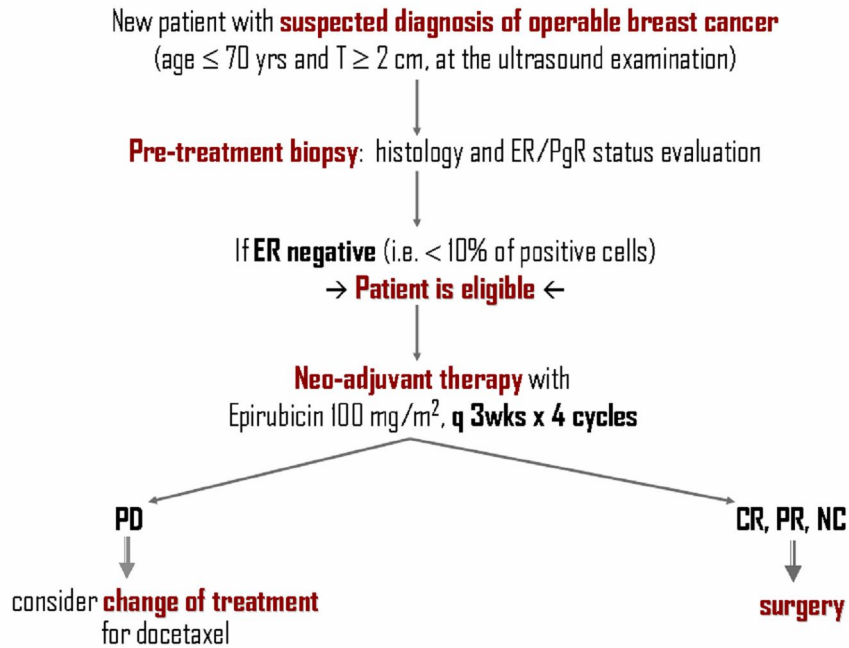 New patient with suspected diagnosis of operable breast cancer
(age ≤ 70 yrs and T ≥ 2 cm, at the ultrasound examination)
Pre-treatment biopsy: histology and ER/PgR status evaluation
If ER negative (i.e. < 10% of positive cells)
→ Patient is eligible ←
Neo-adjuvant therapy with
Epirubicin 100 mg/m², q 3wks x 4 cycles
PD
CR, PR, NC
consider change of treatment
for docetaxel
surgery